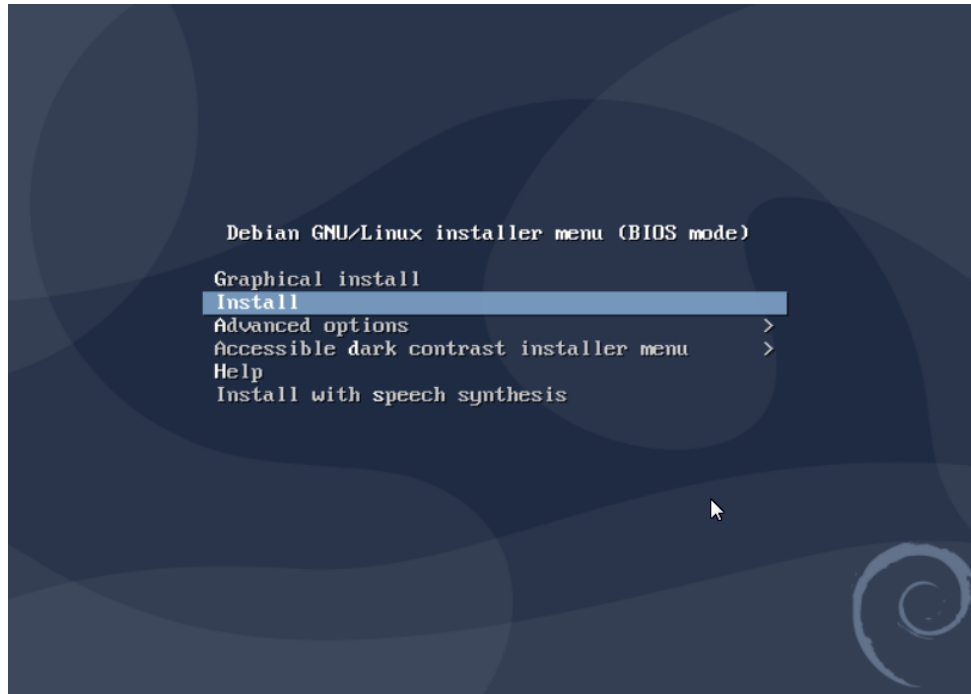 Debian GNU/Linux installer menu (BIOS mode)
Graphical install
Install
Advanced options >
Accessible dark contrast installer menu >
Help
Install with speech synthesis